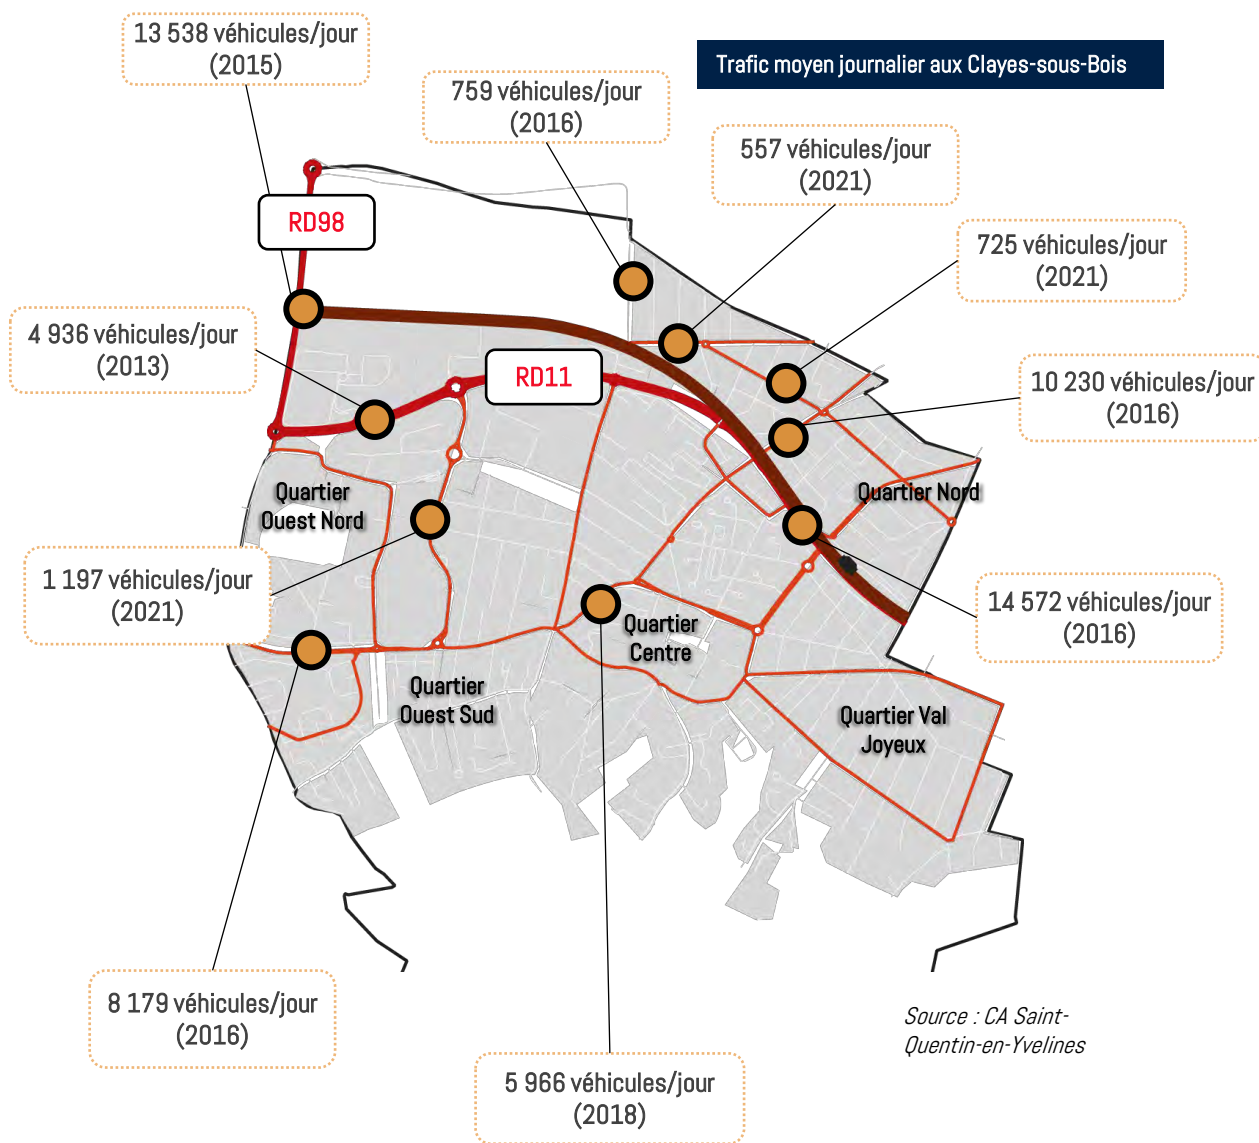 13 538 véhicules/jour
(2015)
Trafic moyen journalier aux Clayes-sous-Bois
759 véhicules/jour
(2016)
557 véhicules/jour
(2021)
RD98
725 véhicules/jour
(2021)
4 936 véhicules/jour
(2013)
RD11
10 230 véhicules/jour
(2016)
Quartier
Ouest Nord
Quartier Nord
1 197 véhicules/jour
(2021)
14 572 véhicules/jour
(2016)
Quartier
Centre
Quartier
Ouest Sud
Quartier Val
Joyeux
8 179 véhicules/jour
(2016)
Source : CA Saint-
Quentin-en-Yvelines
5 966 véhicules/jour
(2018)